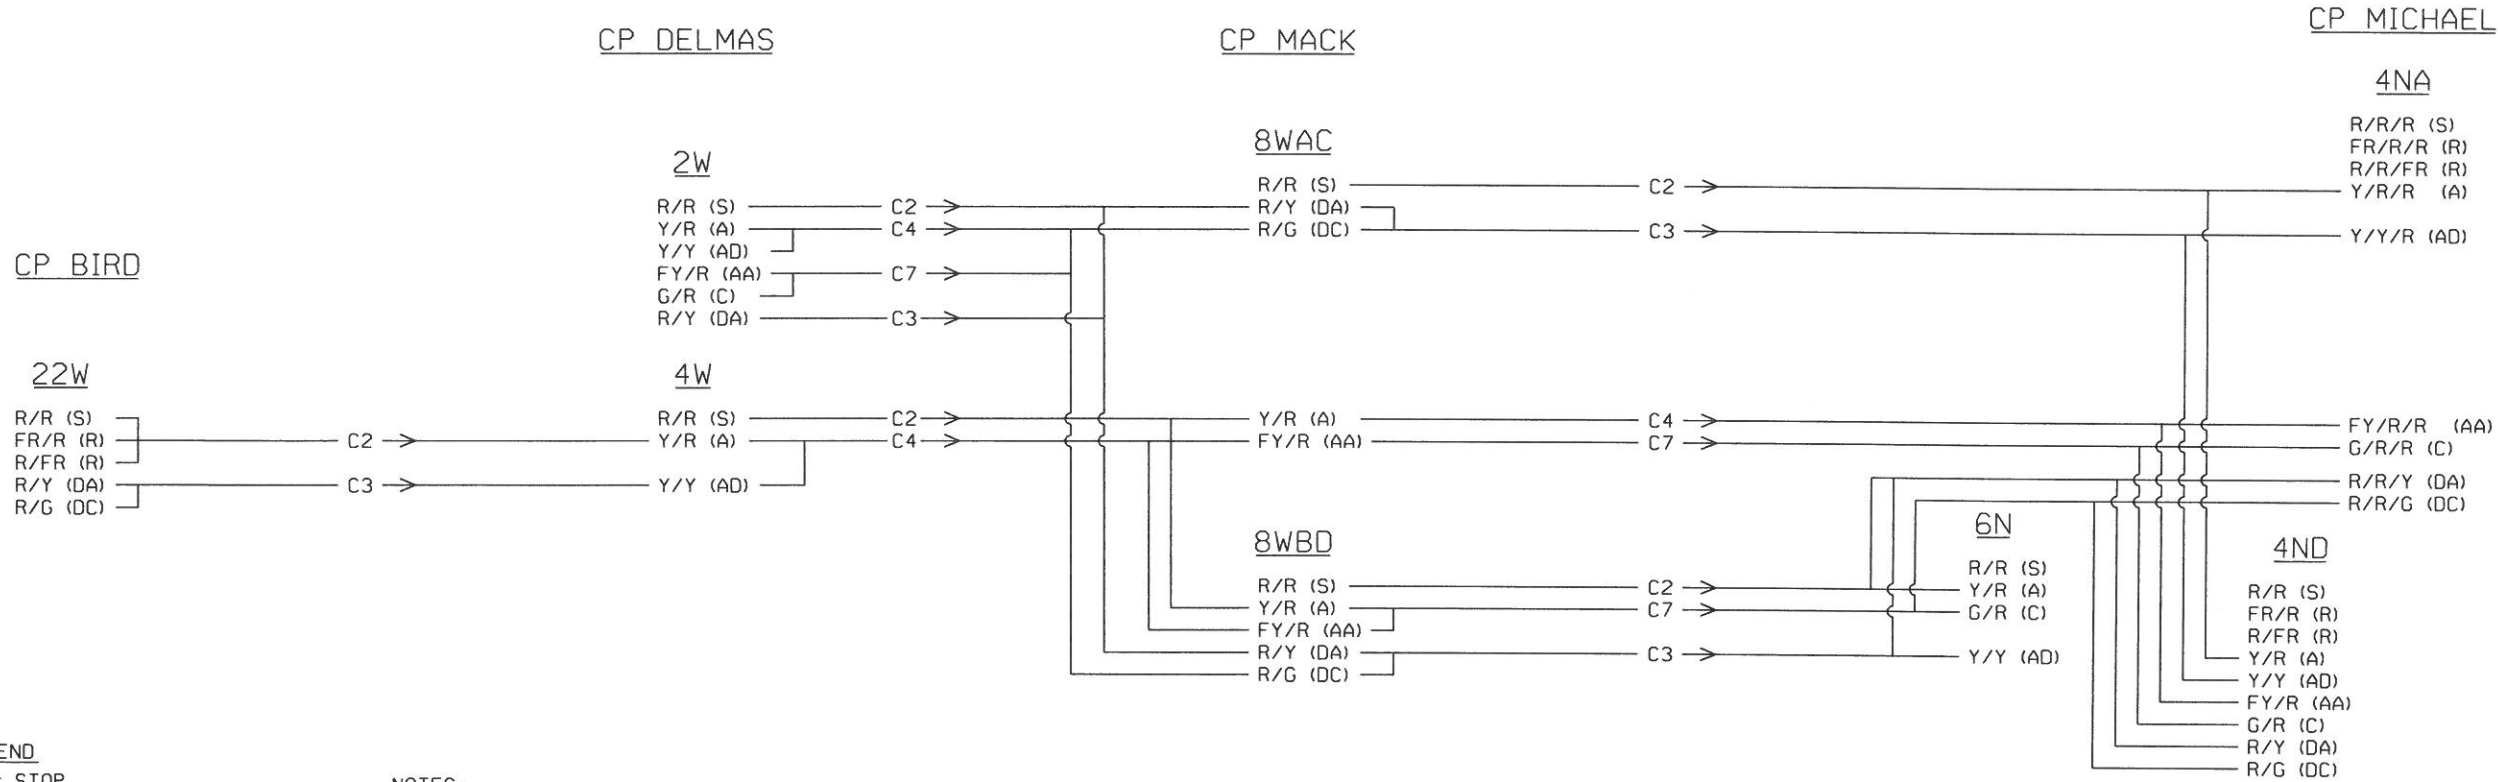 CP DELMAS
CP MACK
CP MICHAEL
4NA
R/R/R (S)
FR/R/R (R)
R/R/FR (R)
Y/R/R (A)
Y/Y/R (AD)
FY/R/R (AA)
G/R/R (C)
R/R/Y (DA)
R/R/G (DC)
8WAC
R/R (S) C2
R/Y (DA)
R/G (DC) C3
Y/R (A) C4
FY/R (AA) C7
2W
R/R (S) C2
Y/R (A) C4
Y/Y (AD)
FY/R (AA) C7
G/R (C)
R/Y (DA) C3
CP BIRD
22W
R/R (S)
FR/R (R) C2
R/FR (R)
R/Y (DA) C3
R/G (DC)
4W
R/R (S) C2
Y/R (A) C4
Y/Y (AD)
8WBD
R/R (S) C2
Y/R (A) C7
FY/R (AA)
R/Y (DA) C3
R/G (DC)
6N
R/R (S)
Y/R (A)
G/R (C)
Y/Y (AD)
4ND
R/R (S)
FR/R (R)
R/FR (R)
Y/R (A)
Y/Y (AD)
FY/R (AA)
G/R (C)
R/Y (DA)
R/G (DC)
END
STOP
NOTES